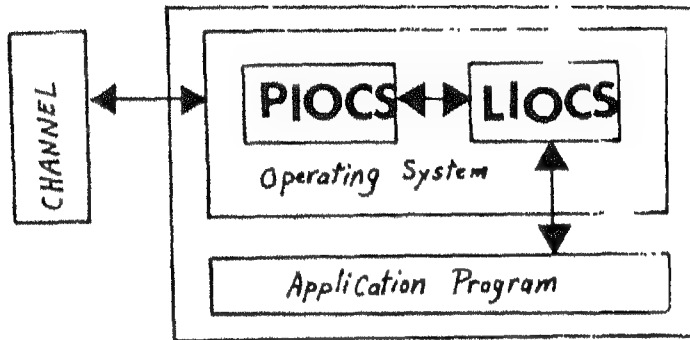 CHANNEL
PIOCS
LIOCS
Operating System
Application Program